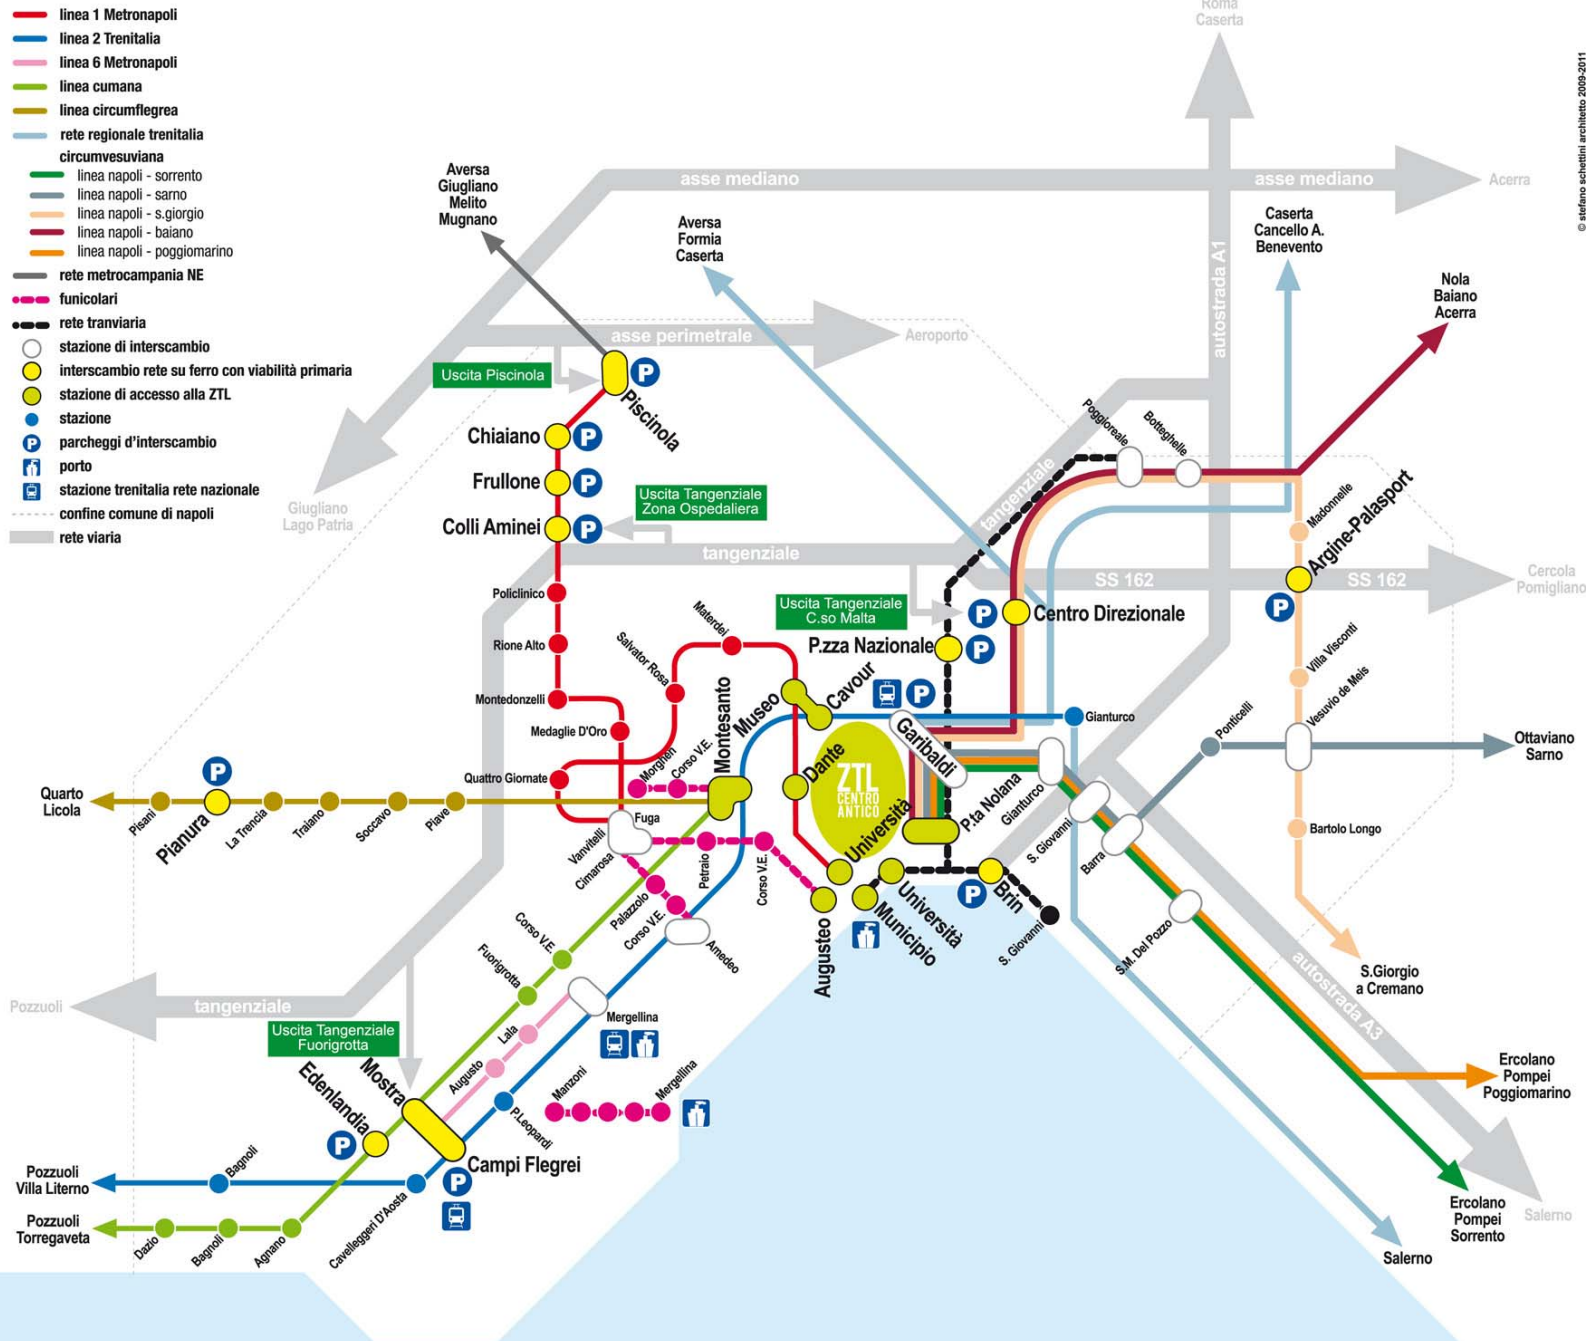 linea 1 Metronapoli
linea 2 Trenitalia
linea 6 Metronapoli
linea cumana
linea circumflegrea
rete regionale trenitalia
circumvesuviana
linea napoli - sorrento
linea napoli - sarno
linea napoli - s.giorgio
linea napoli - baiano
linea napoli - poggiomarino
rete metrocampania NE
funicolari
rete tranviaria
stazione di interscambio
interscambio rete su ferro con viabilità primaria
stazione di accesso alla ZTL
stazione
P
parcheggi d'interscambio
porto
stazione trenitalia rete nazionale
confine comune di napoli
rete viaria
Roma
Caserta
© stefano schettini architetto 2009-2011
Aversa
Giugliano
Melito
Mugnano
asse mediano
asse mediano
Acerra
Aversa
Formia
Caserta
Caserta
Cancello A.
Benevento
autostrada A1
Nola
Baiano
Acerra
asse perimetrale
Aeroporto
Uscita Piscinola
P
Piscinola
Chiaiano
P
Frullone
P
Colli Aminei
P
Uscita Tangenziale
Zona Ospedaliera
Giugliano
Lago Patria
tangenziale
tangenziale
Poggioreale
Botteghelle
Madonnelle
Argine-Palasport
P
SS 162
SS 162
Cercola
Pomigliano
Policlinico
Rione Alto
Montedonzelli
Medaglie D'Oro
Quattro Giornate
Salvator Rosa
Materdei
Uscita Tangenziale
C.so Malta
P
Centro Direzionale
P.zza Nazionale
P
Villa Visconti
Vesuvio de Meis
Museo
Cavour
P
Garibaldi
Gianturco
Ponticelli
Ottaviano
Sarno
Montesanto
Morghen
Corso V.E.
Dante
ZTL
CENTRO
ANTICO
Università
P.ta Nolana
Gianturco
S. Giovanni
Barra
Bartolo Longo
Quarto
Licola
P
Pisani
Pianura
La Trencia
Traiano
Soccavo
Piave
Vanvitelli
Fuga
Cimarosa
Petraio
Corso V.E.
Palazzolo
Corso V.E.
Amedeo
Augusteo
Municipio
Università
P
Brin
S. Giovanni
S.M. Del Pozzo
S.Giorgio
a Cremano
autostrada A3
Corso V.E
Fuorigrotta
Pozzuoli
tangenziale
Uscita Tangenziale
Fuorigrotta
Lala
Augusto
Mergellina
Mostra
Edenlandia
P
P.Leopardi
Manzoni
Mergellina
Campi Flegrei
P
Ercolano
Pompei
Poggiomarino
Pozzuoli
Villa Literno
Bagnoli
Cavelleggeri D'Aosta
Pozzuoli
Torregaveta
Dazio
Bagnoli
Agnano
Ercolano
Pompei
Sorrento
Salerno
Salerno